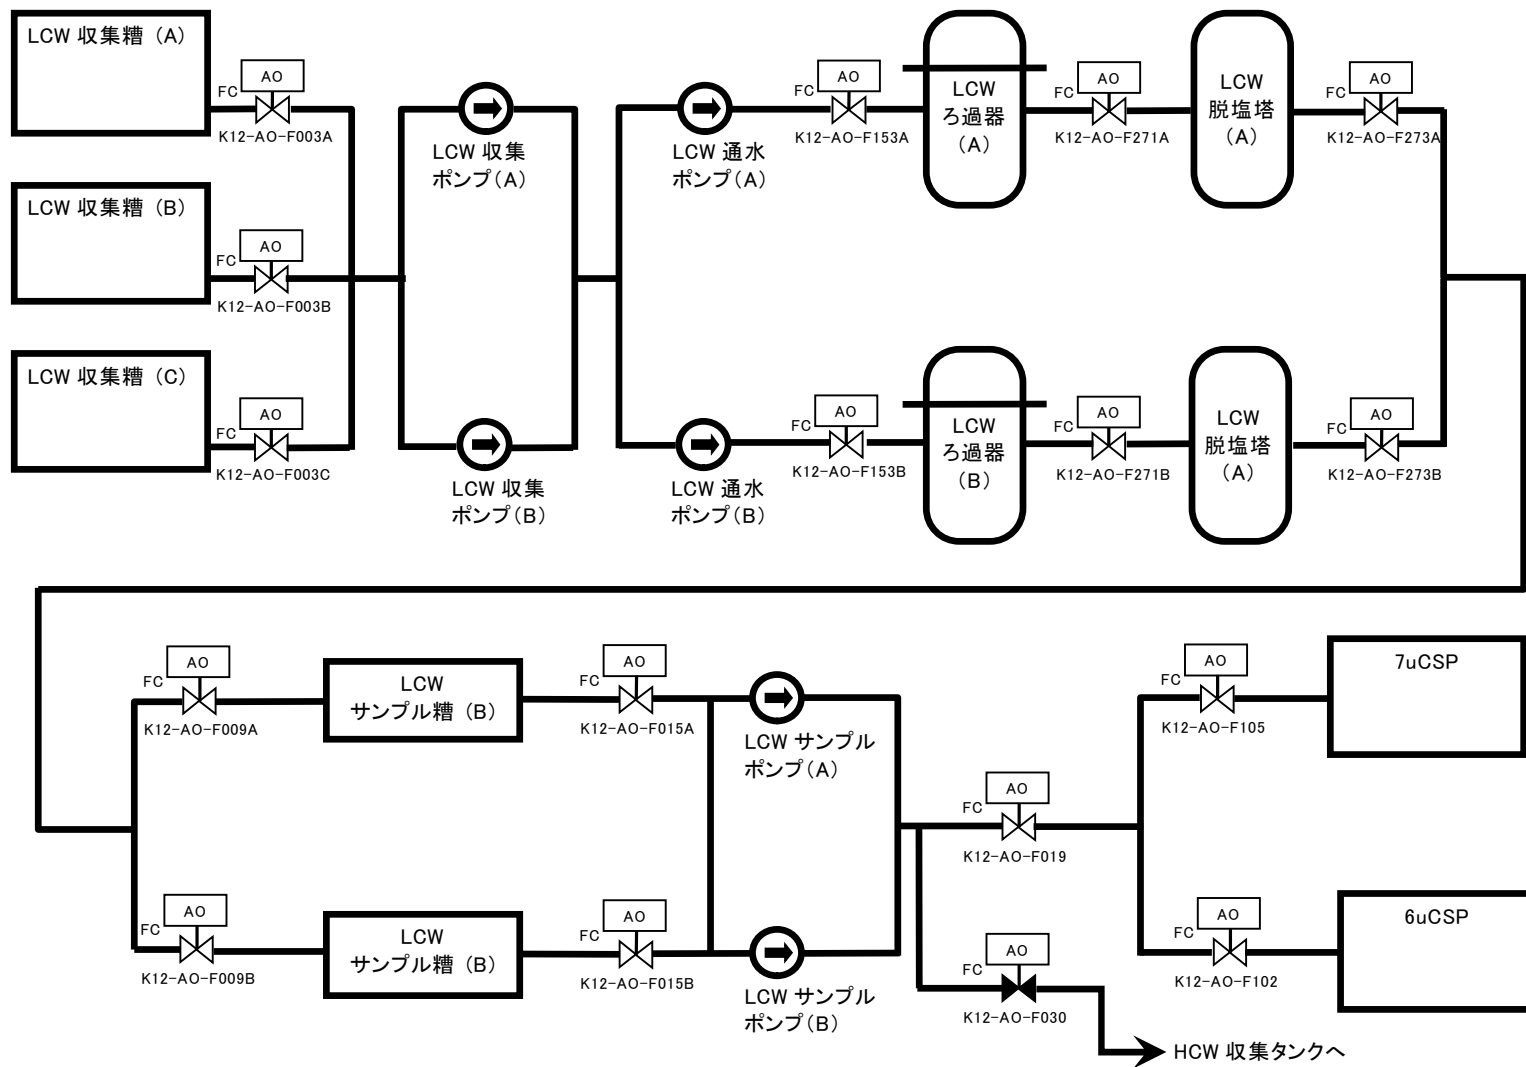 LCW 収集糟 (A)
AO
FC
K12-AO-F003A
LCW 収集糟 (B)
AO
FC
K12-AO-F003B
LCW 収集糟 (C)
AO
FC
K12-AO-F003C
LCW 収集
ポンプ(A)
LCW 収集
ポンプ(B)
LCW 通水
ポンプ(A)
LCW 通水
ポンプ(B)
AO
FC
K12-AO-F153A
LCW
ろ過器
(A)
AO
FC
K12-AO-F271A
LCW
脱塩塔
(A)
AO
FC
K12-AO-F273A
AO
FC
K12-AO-F153B
LCW
ろ過器
(B)
AO
FC
K12-AO-F271B
LCW
脱塩塔
(A)
AO
FC
K12-AO-F273B
AO
FC
K12-AO-F009A
LCW
サンプル糟 (B)
AO
FC
K12-AO-F015A
LCW サンプル
ポンプ(A)
AO
FC
K12-AO-F009B
LCW
サンプル糟 (B)
AO
FC
K12-AO-F015B
LCW サンプル
ポンプ(B)
AO
FC
K12-AO-F019
AO
FC
K12-AO-F030
HCW 収集タンクへ
AO
FC
K12-AO-F105
7uCSP
AO
FC
K12-AO-F102
6uCSP